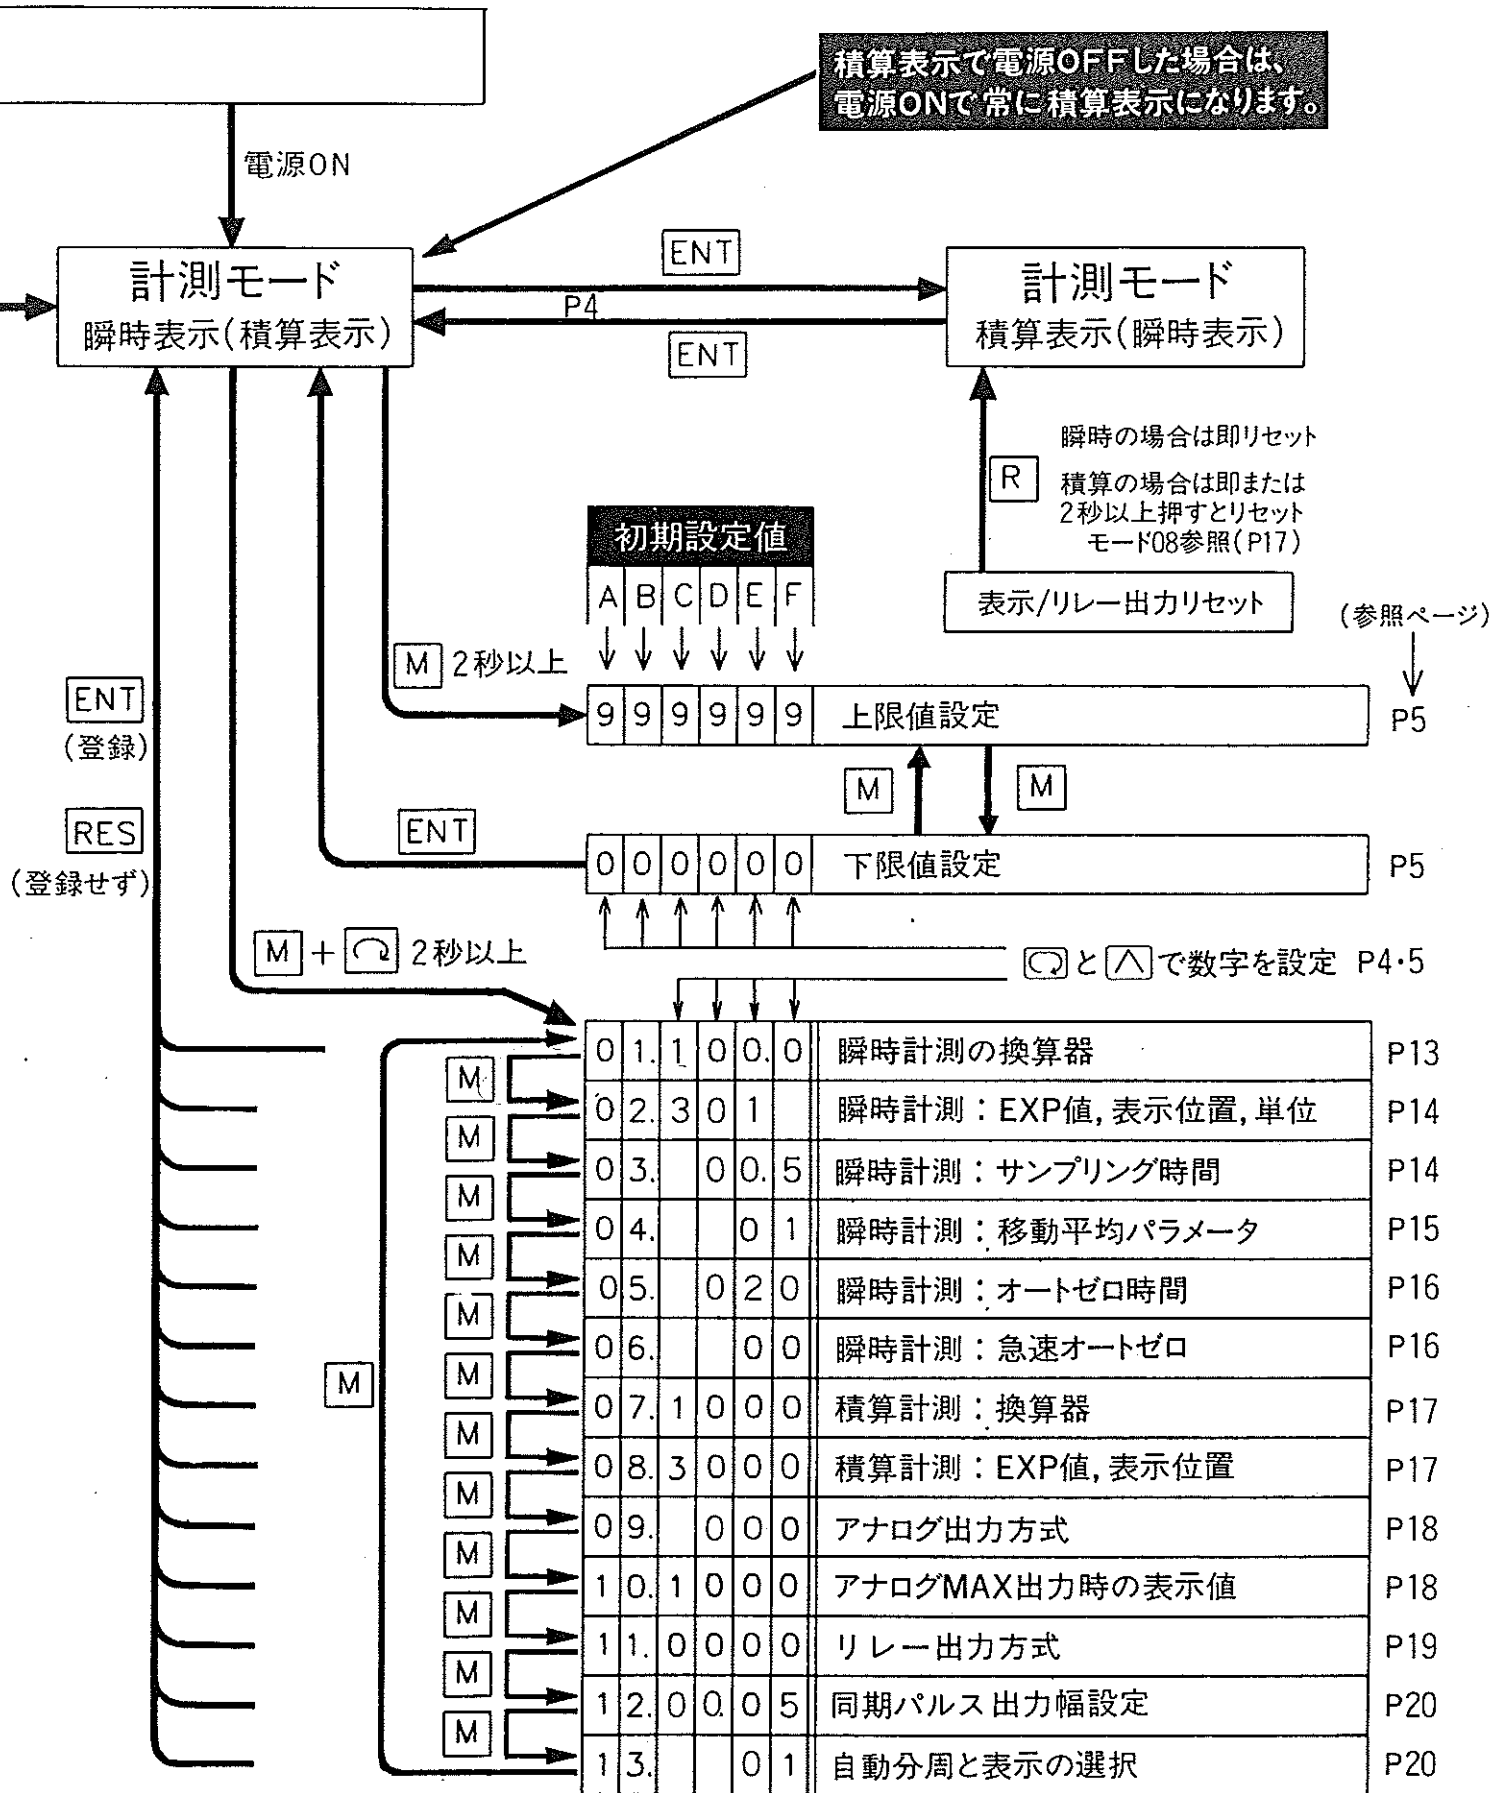 積算表示で電源OFFした場合は、
電源ONで常に積算表示になります。
電源ON
計測モード
瞬時表示(積算表示)
ENT
P4
ENT
計測モード
積算表示(瞬時表示)
R
瞬時の場合は即リセット
積算の場合は即または
2秒以上押すとリセット
モード08参照(P17)
表示/リレー出力リセット
(参照ページ)
初期設定値
A B C D E F
M 2秒以上
9 9 9 9 9 9 上限値設定 P5
ENT
(登録)
M M
RES
(登録せず)
ENT
0 0 0 0 0 0 下限値設定 P5
M + 2秒以上
と で数字を設定 P4・5
0 1. 1 0 0. 0 瞬時計測の換算器 P13
M
0 2. 3 0 1 瞬時計測：EXP値, 表示位置, 単位 P14
M
0 3. 0 0. 5 瞬時計測：サンプリング時間 P14
M
0 4. 0 1 瞬時計測：移動平均パラメータ P15
M
0 5. 0 2 0 瞬時計測：オートゼロ時間 P16
M
0 6. 0 0 瞬時計測：急速オートゼロ P16
M
M
0 7. 1 0 0 0 積算計測：換算器 P17
M
0 8. 3 0 0 0 積算計測：EXP値, 表示位置 P17
M
0 9. 0 0 0 アナログ出力方式 P18
M
1 0. 1 0 0 0 アナログMAX出力時の表示値 P18
M
1 1. 0 0 0 0 リレー出力方式 P19
M
1 2. 0 0. 0 5 同期パルス出力幅設定 P20
M
1 3. 0 1 自動分周と表示の選択 P20